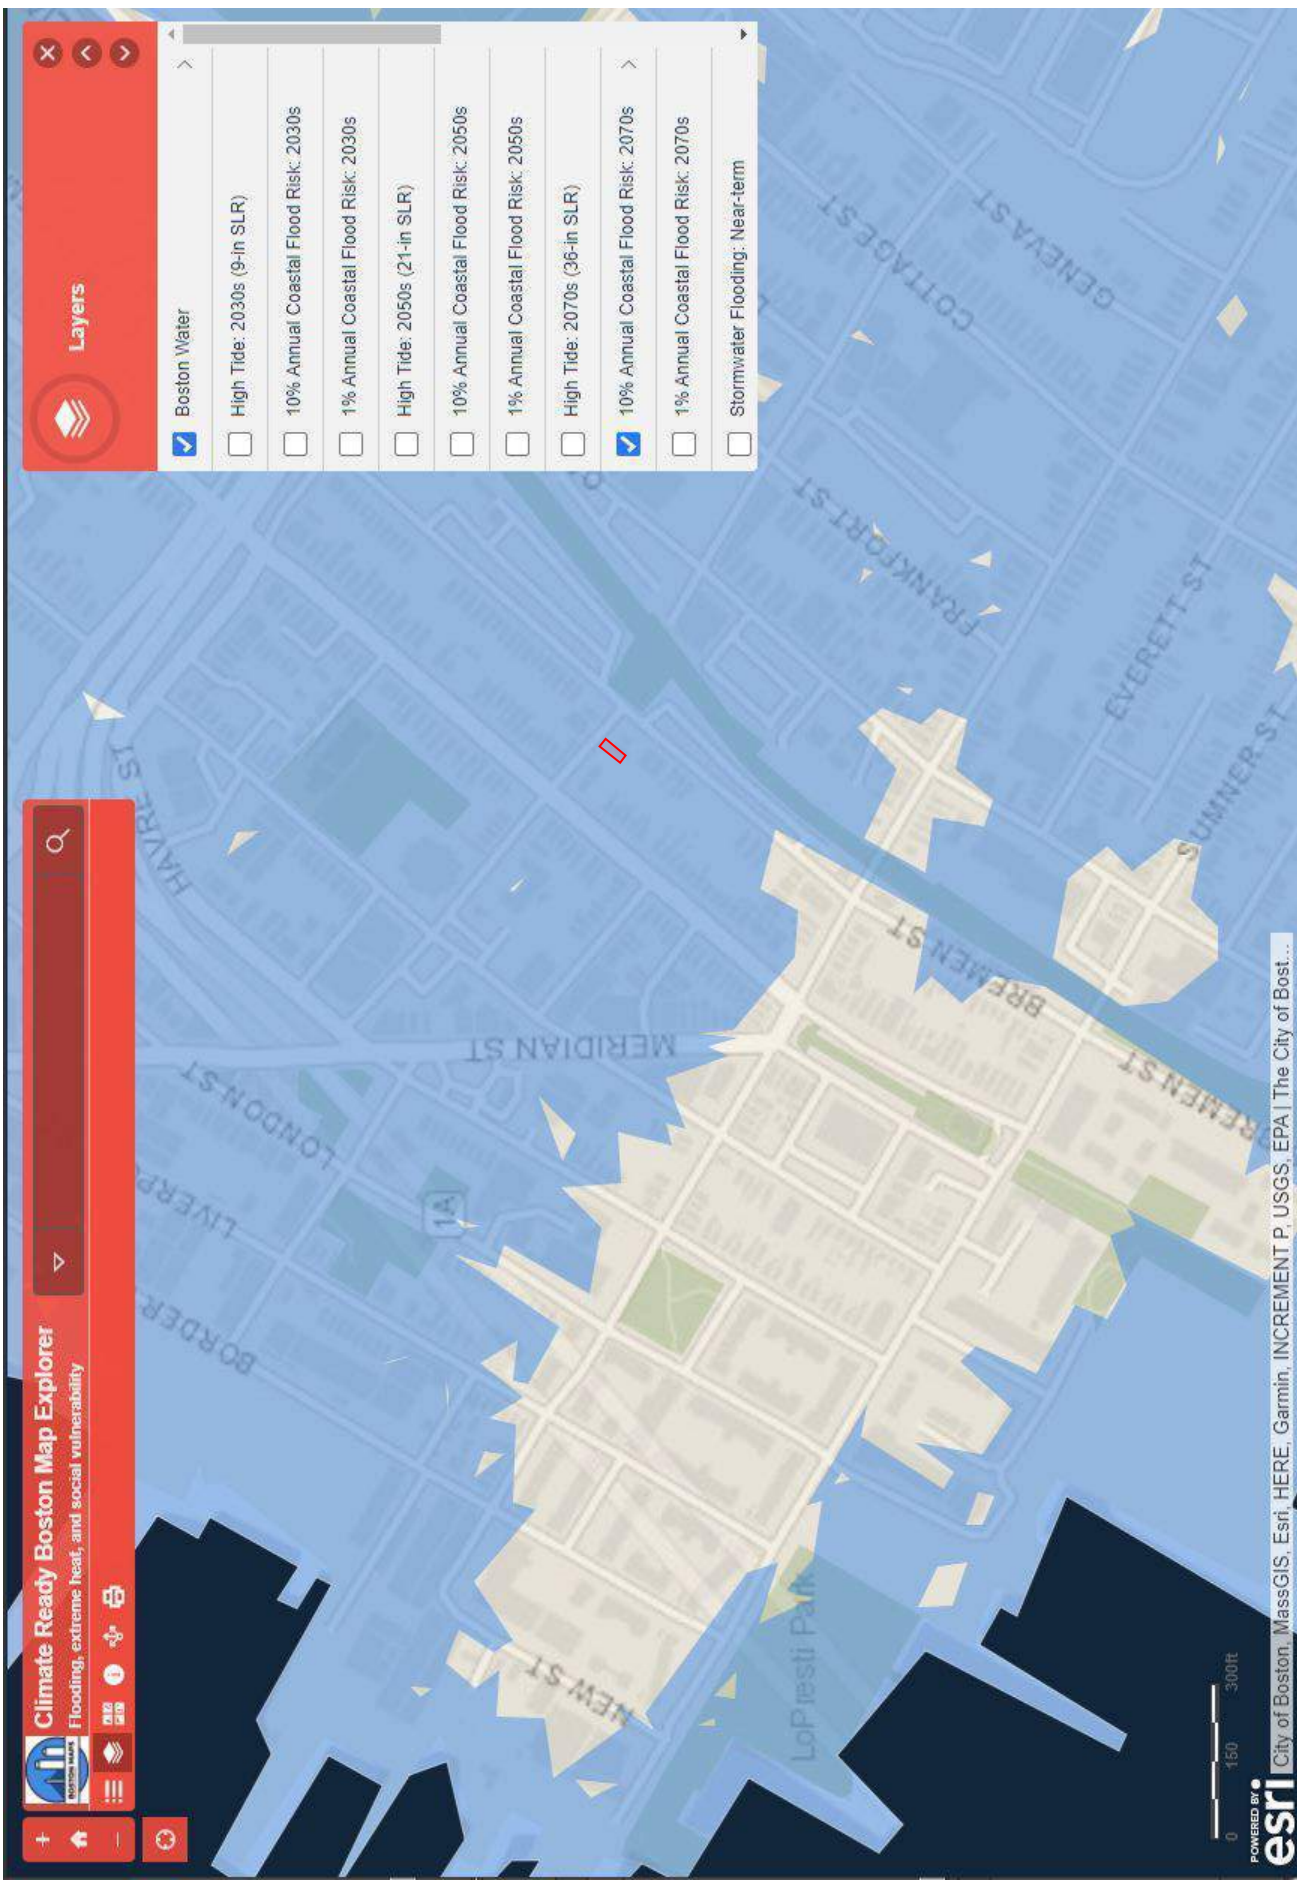 Climate Ready Boston Map Explorer
Flooding, extreme heat, and social vulnerability
BOSTON MAPS
Layers
Boston Water
High Tide: 2030s (9-in SLR)
10% Annual Coastal Flood Risk: 2030s
1% Annual Coastal Flood Risk: 2030s
High Tide: 2050s (21-in SLR)
10% Annual Coastal Flood Risk: 2050s
1% Annual Coastal Flood Risk: 2050s
High Tide: 2070s (36-in SLR)
10% Annual Coastal Flood Risk: 2070s
1% Annual Coastal Flood Risk: 2070s
Stormwater Flooding: Near-term
HAVRE ST
LONDON ST
LIVERP
BORDER
1A
MERIDIAN ST
COTTAGE ST
GENEVA ST
FRANKFORT ST
EVERETT ST
SUMNER ST
BREMEN ST
BREMEN ST
NEW ST
LoPresti Park
0 150 300ft
POWERED BY
esri
City of Boston, MassGIS, Esri, HERE, Garmin, INCREMENT P, USGS, EPA | The City of Bost...